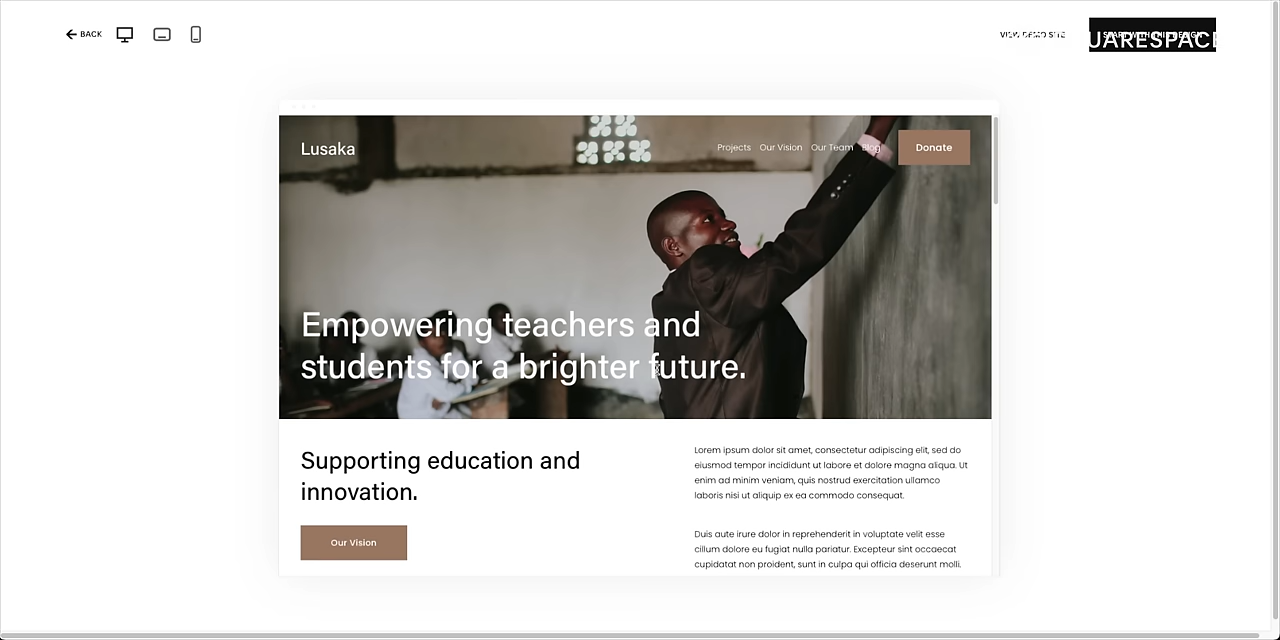 BACK
VIEW DEMO SITE
UARESPACE
Lusaka
Projects Our Vision Our Team Blog Donate
Empowering teachers and
students for a brighter future.
Supporting education and
innovation.
Our Vision
Lorem ipsum dolor sit amet, consectetur adipiscing elit, sed do
eiusmod tempor incididunt ut labore et dolore magna aliqua. Ut
enim ad minim veniam, quis nostrud exercitation ullamco
laboris nisi ut aliquip ex ea commodo consequat.
Duis aute irure dolor in reprehenderit in voluptate velit esse
cillum dolore eu fugiat nulla pariatur. Excepteur sint occaecat
cupidatat non proident, sunt in culpa qui officia deserunt molli.